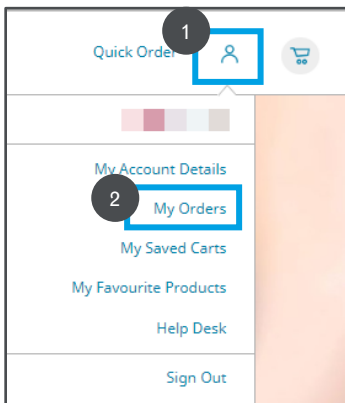 1
Quick Order
My Account Details
2
My Orders
My Saved Carts
My Favourite Products
Help Desk
Sign Out